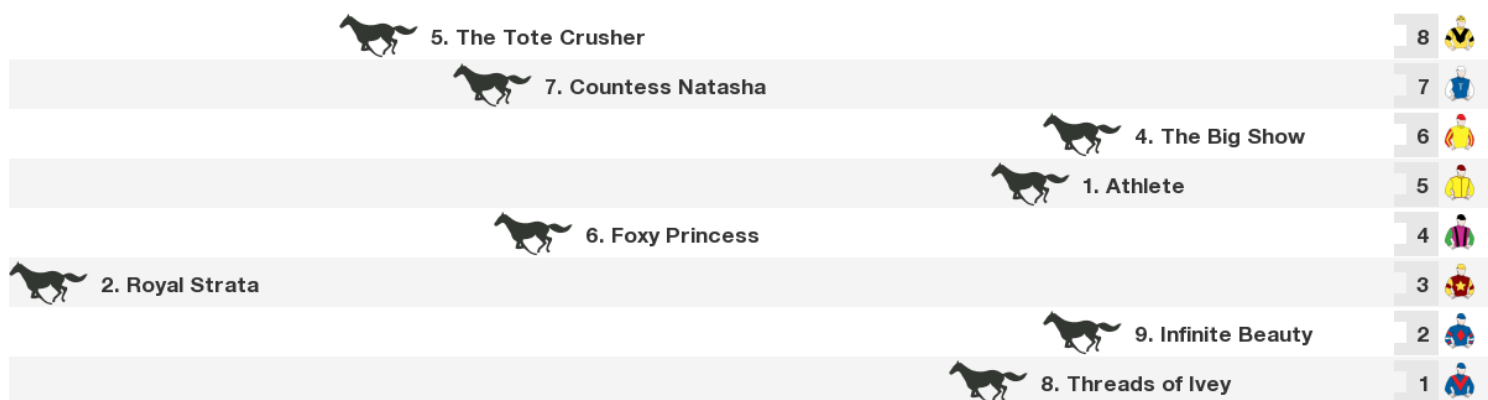 5. The Tote Crusher 8
7. Countess Natasha 7
4. The Big Show 6
1. Athlete 5
6. Foxy Princess 4
2. Royal Strata 3
9. Infinite Beauty 2
8. Threads of Ivey 1